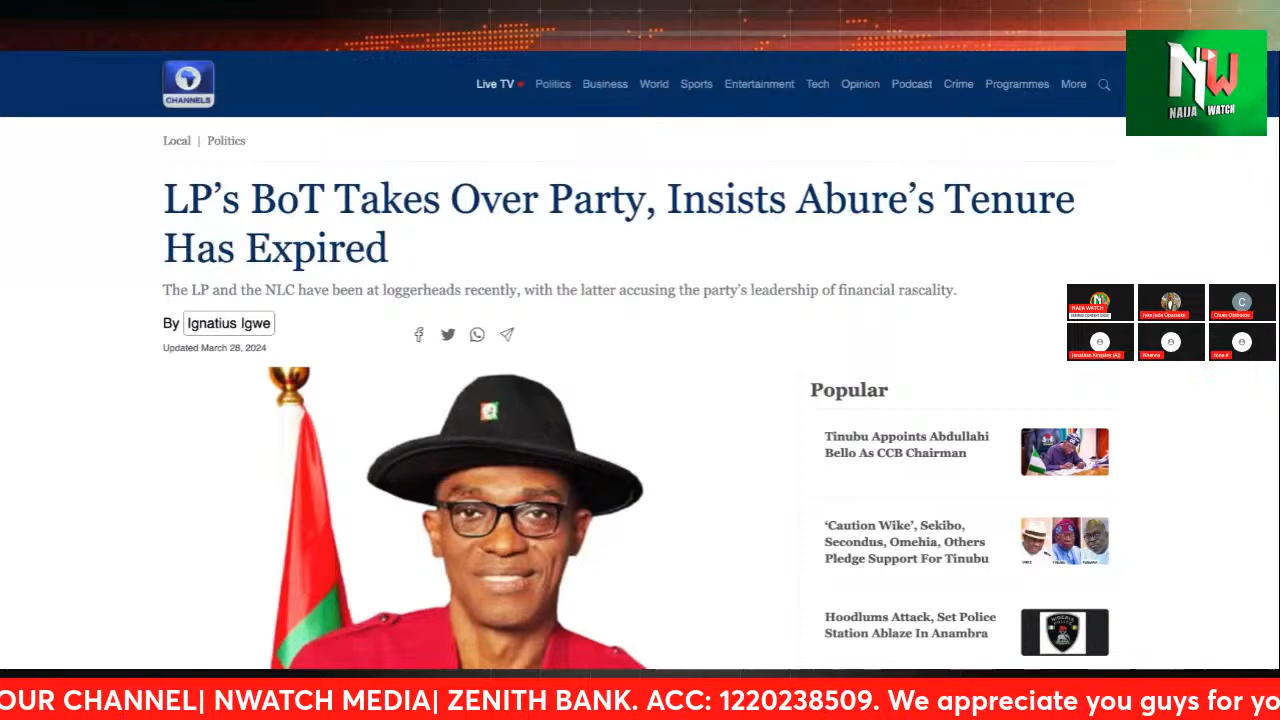 CHANNELS
Live TV
Politics
Business
World
Sports
Entertainment
Tech
Opinion
Podcast
Crime
Programmes
More
NW
NAIJA WATCH
Local | Politics
LP's BoT Takes Over Party, Insists Abure's Tenure
Has Expired
The LP and the NLC have been at loggerheads recently, with the latter accusing the party's leadership of financial rascality.
By Ignatius Igwe
Updated March 28, 2024
NAIJA WATCH
C
Nnenna
Popular
Tinubu Appoints Abdullahi
Bello As CCB Chairman
‘Caution Wike’, Sekibo,
Secondus, Omehia, Others
Pledge Support For Tinubu
Hoodlums Attack, Set Police
Station Ablaze In Anambra
OUR CHANNEL| NWATCH MEDIA| ZENITH BANK. ACC: 1220238509. We appreciate you guys for yo